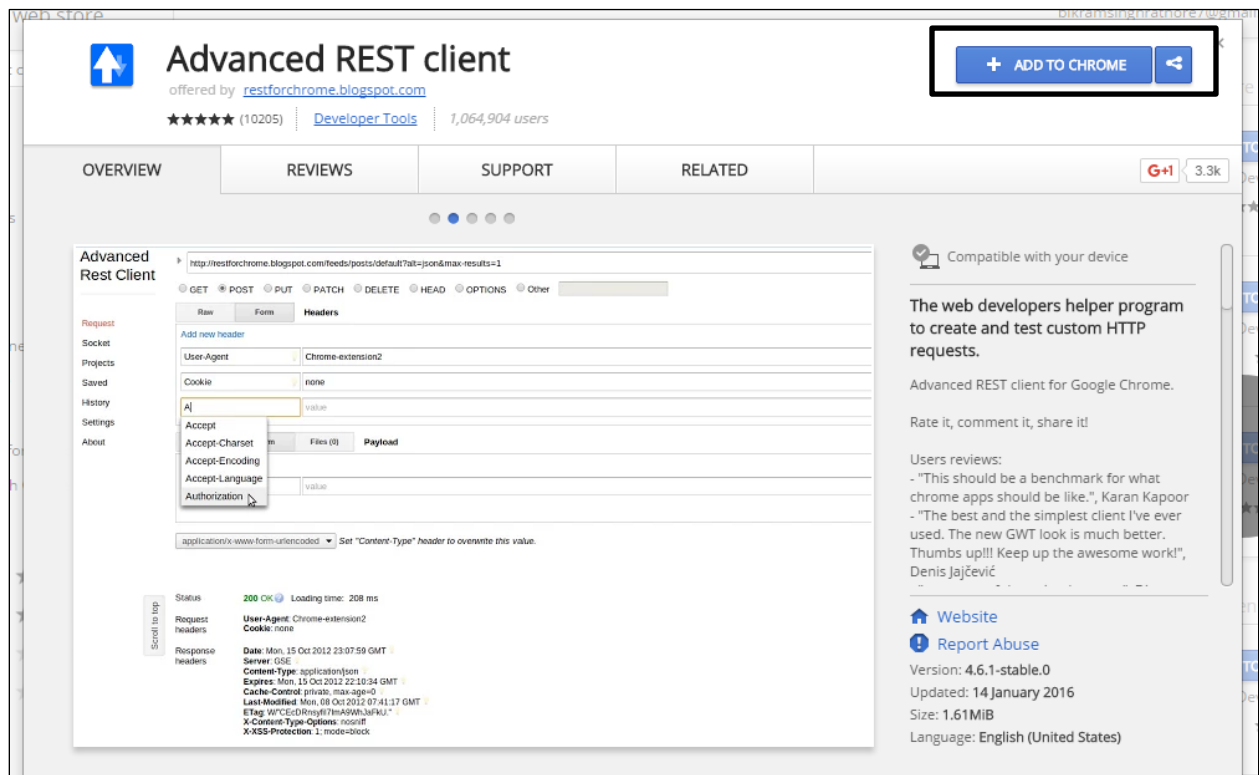 web store
bikramsinghrathore7@gmail
Advanced REST client
offered by restforchrome.blogspot.com
★★★★★ (10205) Developer Tools 1,064,904 users
+ ADD TO CHROME
OVERVIEW REVIEWS SUPPORT RELATED
G+1 3.3k
Advanced
Rest Client
http://restforchrome.blogspot.com/feeds/posts/default?alt=json&max-results=1
GET POST PUT PATCH DELETE HEAD OPTIONS Other
Raw Form Headers
Request
Socket
Projects
Saved
History
Settings
About
Add new header
User-Agent Chrome-extension2
Cookie none
A value
Accept
Accept-Charset
Accept-Encoding
Accept-Language
Authorization
Files (0) Payload
value
application/x-www-form-urlencoded Set "Content-Type" header to overwrite this value.
Scroll to top
Status 200 OK Loading time: 208 ms
Request headers
User-Agent: Chrome-extension2
Cookie: none
Response headers
Date: Mon, 15 Oct 2012 23:07:59 GMT
Server: GSE
Content-Type: application/json
Expires: Mon, 15 Oct 2012 22:10:34 GMT
Cache-Control: private, max-age=0
Last-Modified: Mon, 08 Oct 2012 07:41:17 GMT
ETag:
X-Content-Type-Options: nosniff
X-XSS-Protection: 1; mode=block
Compatible with your device
The web developers helper program
to create and test custom HTTP
requests.
Advanced REST client for Google Chrome.
Rate it, comment it, share it!
Users reviews:
- "This should be a benchmark for what
chrome apps should be like.", Karan Kapoor
- "The best and the simplest client I've ever
used. The new GWT look is much better.
Thumbs up!!! Keep up the awesome work!",
Denis Jajčević
Website
Report Abuse
Version: 4.6.1-stable.0
Updated: 14 January 2016
Size: 1.61MiB
Language: English (United States)